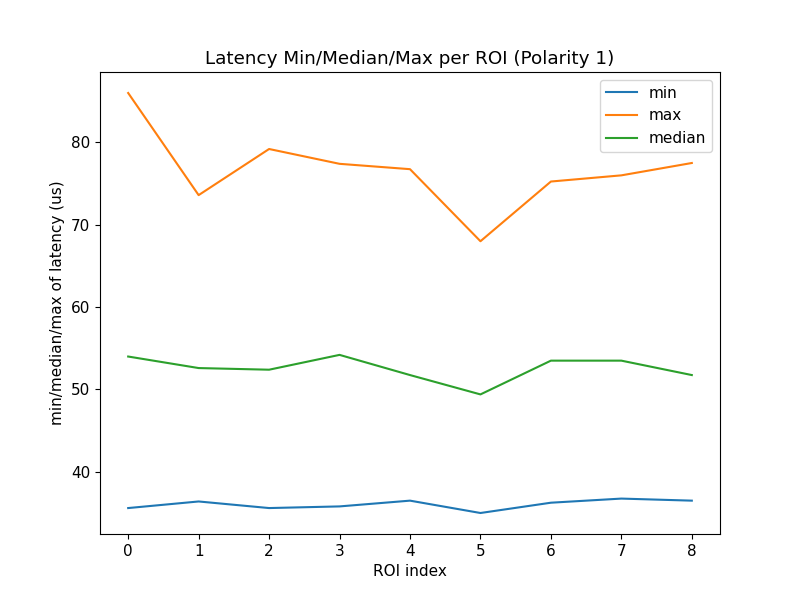 Latency Min/Median/Max per ROI (Polarity 1)
min
max
median
80
70
60
50
40
min/median/max of latency (us)
0 1 2 3 4 5 6 7 8
ROI index